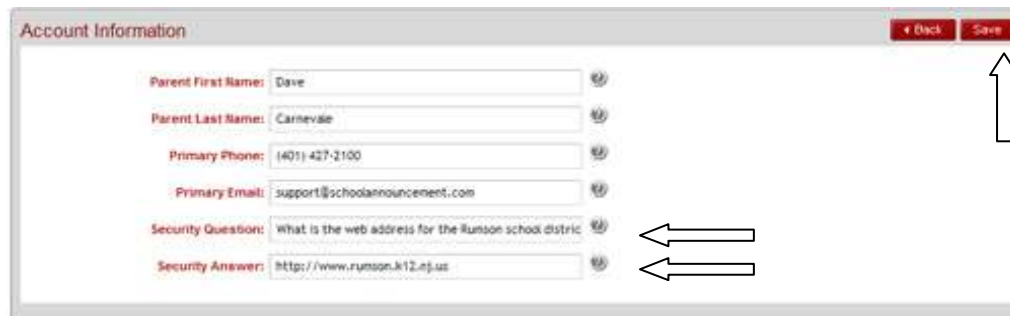 Account Information
Back Save
Parent First Name: Dave
Parent Last Name: Carnevale
Primary Phone: (401) 427-2100
Primary Email: support@schoolannouncement.com
Security Question: What is the web address for the Rumson school distric
Security Answer: http://www.rumson.k12.nj.us